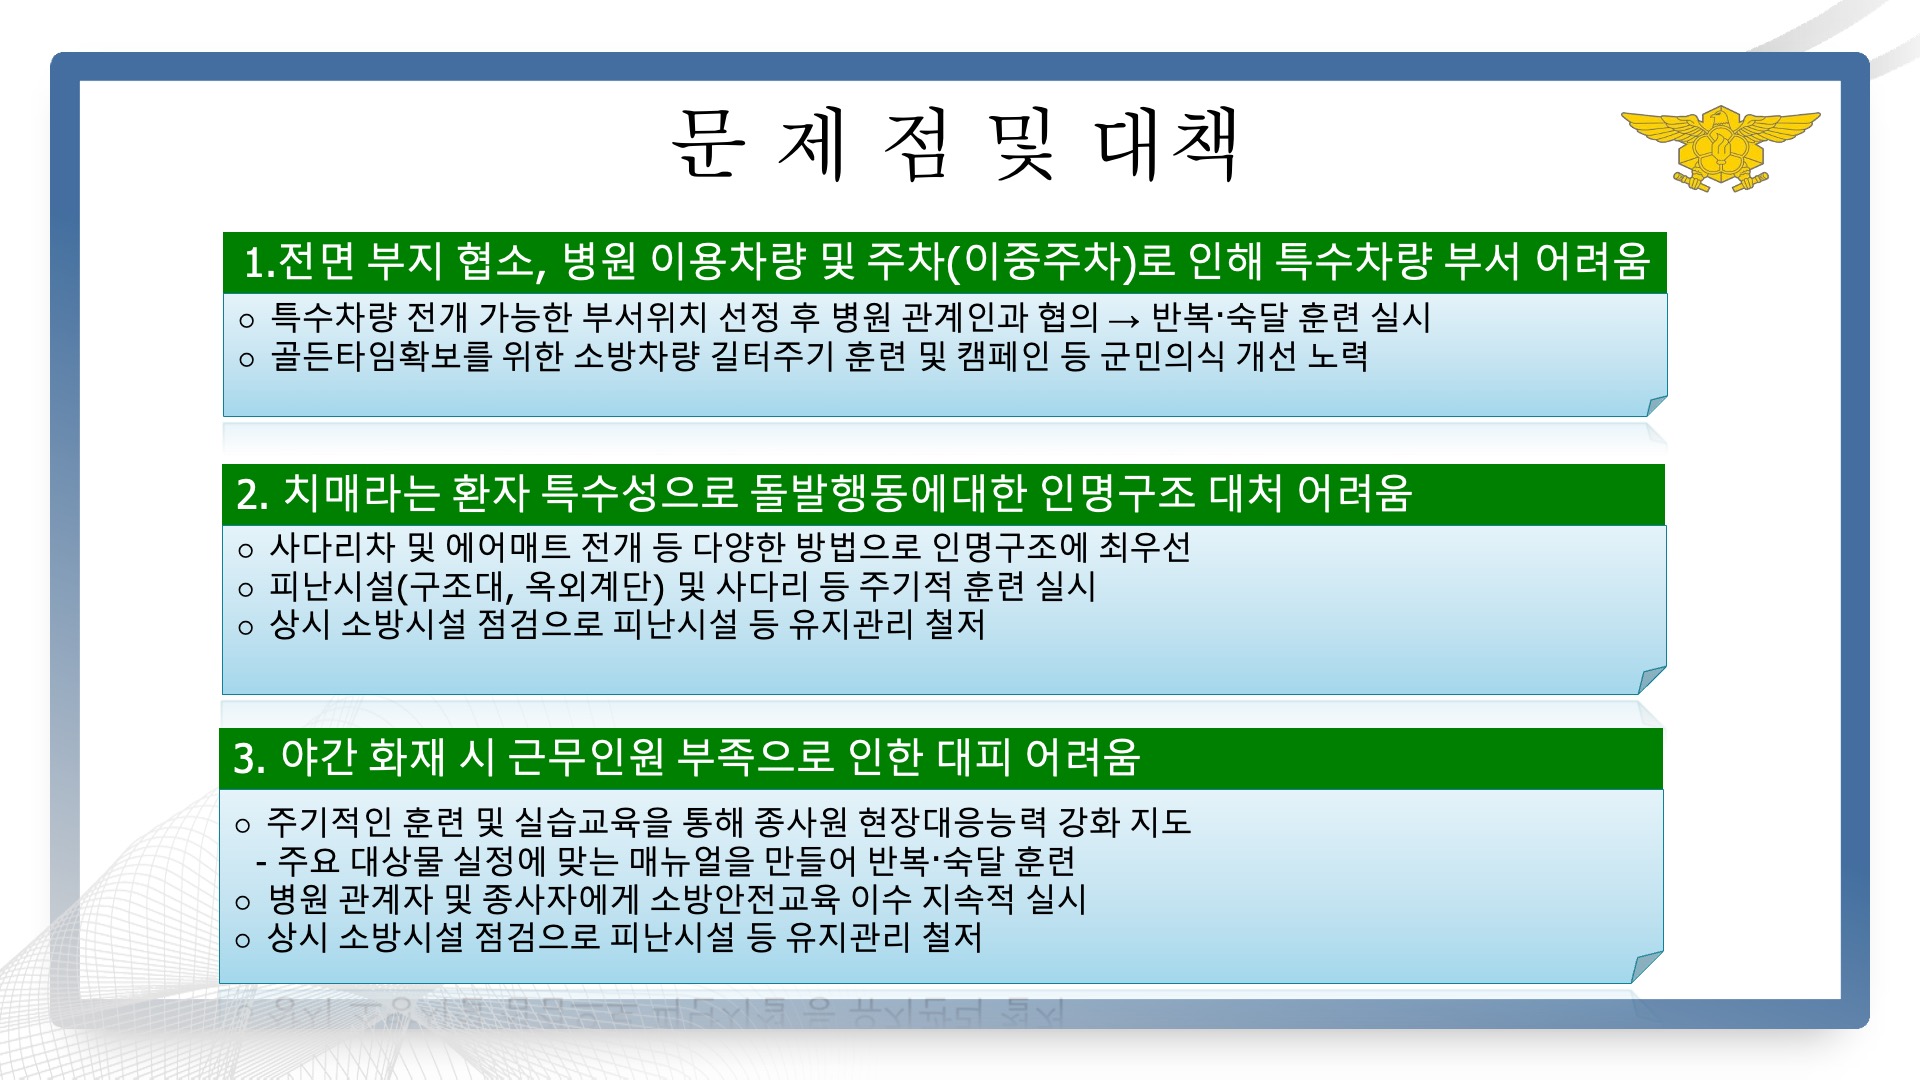 문 제 점 및 대책
1.전면 부지 협소, 병원 이용차량 및 주차(이중주차)로 인해 특수차량 부서 어려움
○ 특수차량 전개 가능한 부서위치 선정 후 병원 관계인과 협의 → 반복·숙달 훈련 실시
○ 골든타임확보를 위한 소방차량 길터주기 훈련 및 캠페인 등 군민의식 개선 노력
2. 치매라는 환자 특수성으로 돌발행동에대한 인명구조 대처 어려움
○ 사다리차 및 에어매트 전개 등 다양한 방법으로 인명구조에 최우선
○ 피난시설(구조대, 옥외계단) 및 사다리 등 주기적 훈련 실시
○ 상시 소방시설 점검으로 피난시설 등 유지관리 철저
3. 야간 화재 시 근무인원 부족으로 인한 대피 어려움
○ 주기적인 훈련 및 실습교육을 통해 종사원 현장대응능력 강화 지도
- 주요 대상물 실정에 맞는 매뉴얼을 만들어 반복·숙달 훈련
○ 병원 관계자 및 종사자에게 소방안전교육 이수 지속적 실시
○ 상시 소방시설 점검으로 피난시설 등 유지관리 철저